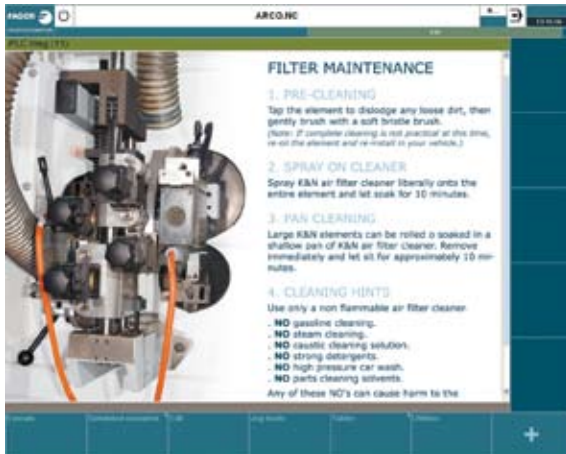 FAGOR
ARCO.NC
FILTER MAINTENANCE
1. PRE-CLEANING
Tap the element to dislodge any loose dirt, then
gently brush with a soft bristle brush.
(Note: If complete cleaning is not practical at this time,
re-oil the element and re-install in your vehicle.)
2. SPRAY ON CLEANER
Spray K&N air filter cleaner liberally onto the
entire element and let soak for 10 minutes.
3. PAN CLEANING
Large K&N elements can be rolled o soaked in a
shallow pan of K&N air filter cleaner. Remove
immediately and let sit for approximately 10 mi-
nutes.
4. CLEANING HINTS
Use only a non flammable air filter cleaner
. NO gasoline cleaning.
. NO steam cleaning.
. NO caustic cleaning solution.
. NO strong detergents.
. NO high pressure car wash.
. NO parts cleaning solvents.
Any of these NO's can cause harm to the
+